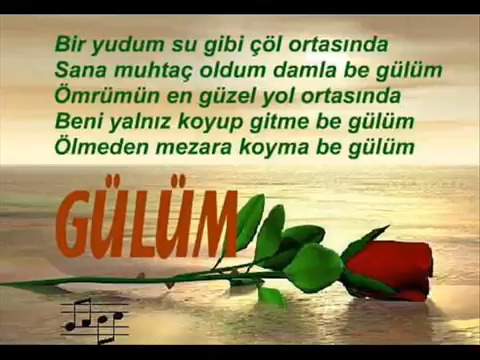 Bir yudum su gibi çöl ortasında
Sana muhtaç oldum damla be gülüm
Ömrümün en güzel yol ortasında
Beni yalnız koyup gitme be gülüm
Ölmeden mezara koyma be gülüm
GÜLÜM